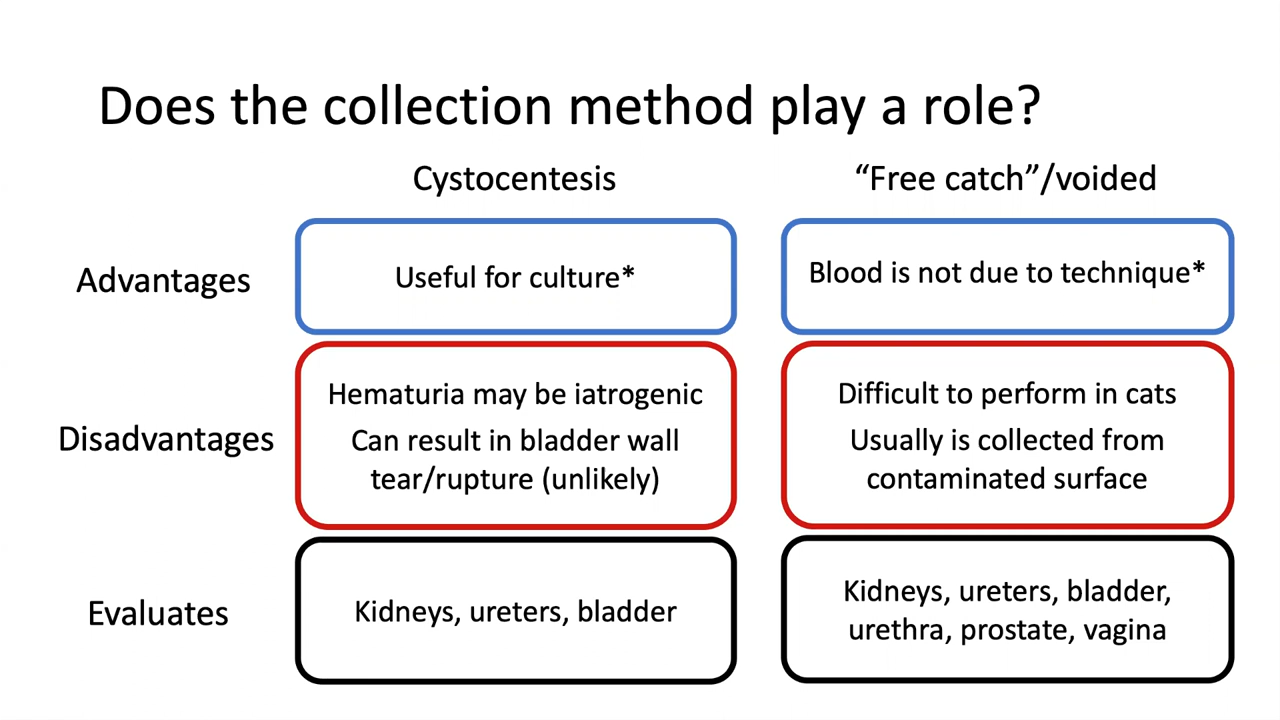 Does the collection method play a role?
Cystocentesis
“Free catch”/voided
Advantages
Useful for culture*
Blood is not due to technique*
Disadvantages
Hematuria may be iatrogenic
Can result in bladder wall
tear/rupture (unlikely)
Difficult to perform in cats
Usually is collected from
contaminated surface
Evaluates
Kidneys, ureters, bladder
Kidneys, ureters, bladder,
urethra, prostate, vagina